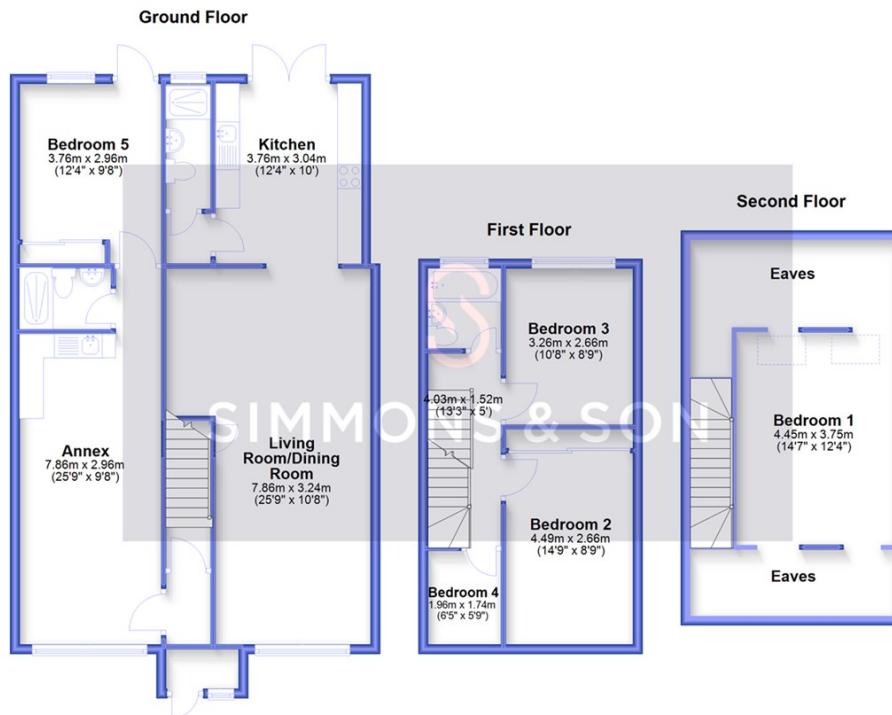 Ground Floor
Bedroom 5
3.76m x 2.96m
(12'4" x 9'8")
Kitchen
3.76m x 3.04m
(12'4" x 10')
Annex
7.86m x 2.96m
(25'9" x 9'8")
Living
Room/Dining
Room
7.86m x 3.24m
(25'9" x 10'8")
First Floor
Bedroom 3
3.26m x 2.66m
(10'8" x 8'9")
4.03m x 1.52m
(13'3" x 5')
Bedroom 2
4.49m x 2.66m
(14'9" x 8'9")
Bedroom 4
1.96m x 1.74m
(6'5" x 5'9")
Second Floor
Eaves
Bedroom 1
4.45m x 3.75m
(14'7" x 12'4")
Eaves
SIMMONS & SON